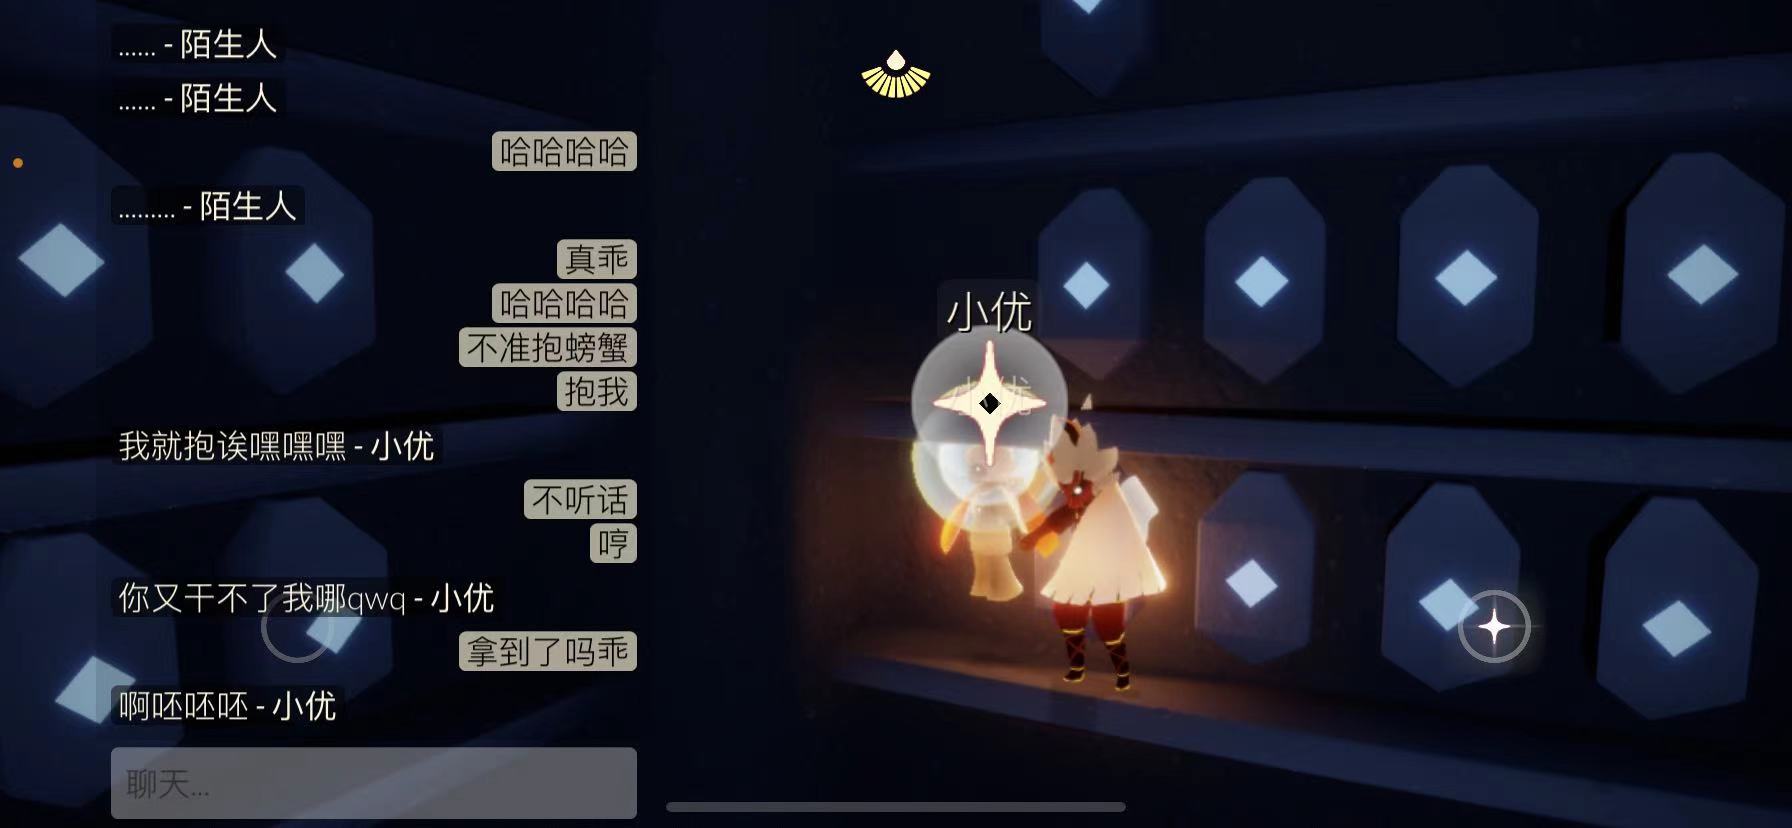 ...... - 陌生人
...... - 陌生人
哈哈哈哈
......... - 陌生人
真乖
哈哈哈哈
不准抱螃蟹
抱我
我就抱诶嘿嘿嘿 - 小优
不听话
哼
你又干不了我哪qwq - 小优
拿到了吗乖
啊呸呸呸 - 小优
聊天...
小优
小优